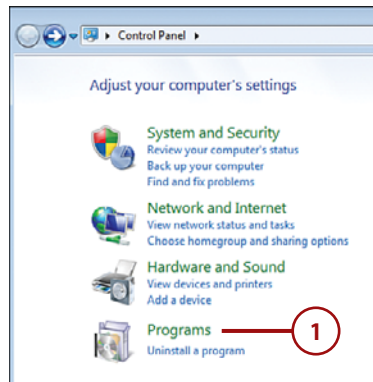 Control Panel
Adjust your computer's settings
System and Security
Review your computer's status
Back up your computer
Find and fix problems
Network and Internet
View network status and tasks
Choose homegroup and sharing options
Hardware and Sound
View devices and printers
Add a device
Programs 1
Uninstall a program